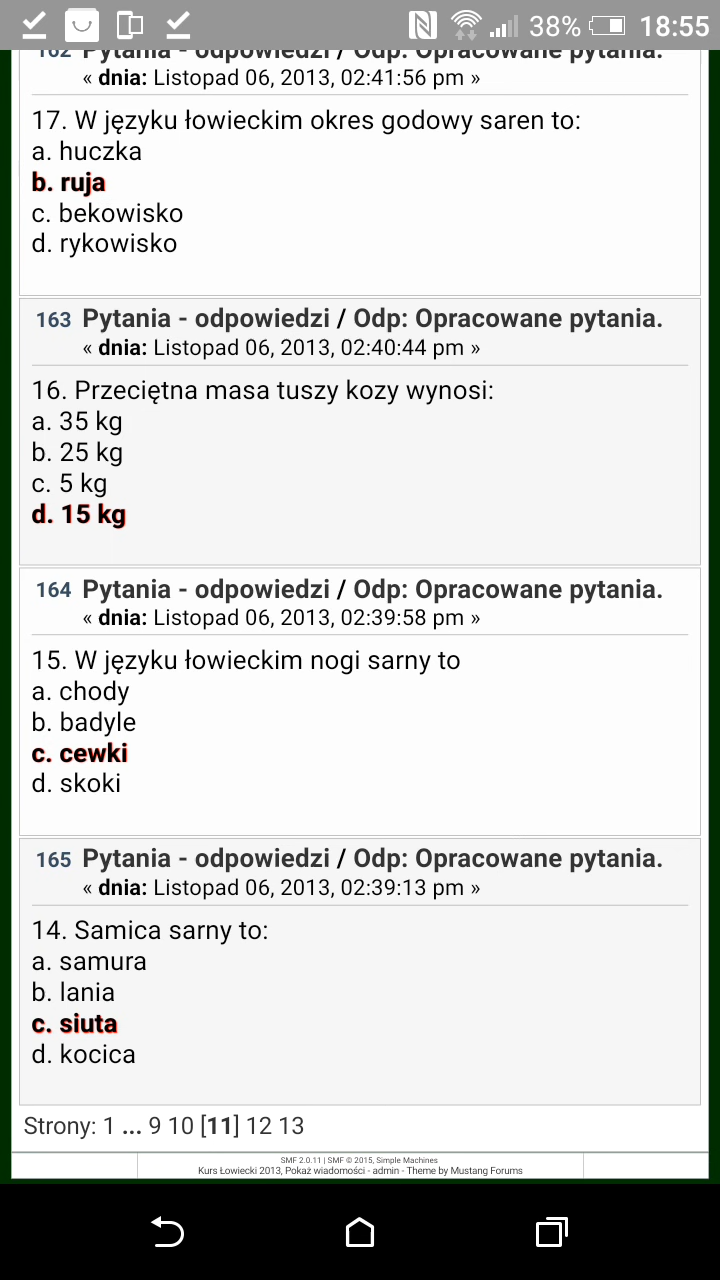 38% 18:55
162 Pytania - odpowiedzi / Odp: Opracowane pytania.
« dnia: Listopad 06, 2013, 02:41:56 pm »
17. W języku łowieckim okres godowy saren to:
a. huczka
b. ruja
c. bekowisko
d. rykowisko
163 Pytania - odpowiedzi / Odp: Opracowane pytania.
« dnia: Listopad 06, 2013, 02:40:44 pm »
16. Przeciętna masa tuszy kozy wynosi:
a. 35 kg
b. 25 kg
c. 5 kg
d. 15 kg
164 Pytania - odpowiedzi / Odp: Opracowane pytania.
« dnia: Listopad 06, 2013, 02:39:58 pm »
15. W języku łowieckim nogi sarny to
a. chody
b. badyle
c. cewki
d. skoki
165 Pytania - odpowiedzi / Odp: Opracowane pytania.
« dnia: Listopad 06, 2013, 02:39:13 pm »
14. Samica sarny to:
a. samura
b. lania
c. siuta
d. kocica
Strony: 1 ... 9 10 [11] 12 13
SMF 2.0.11 | SMF © 2015, Simple Machines
Kurs Łowiecki 2013, Pokaż wiadomości - admin - Theme by Mustang Forums